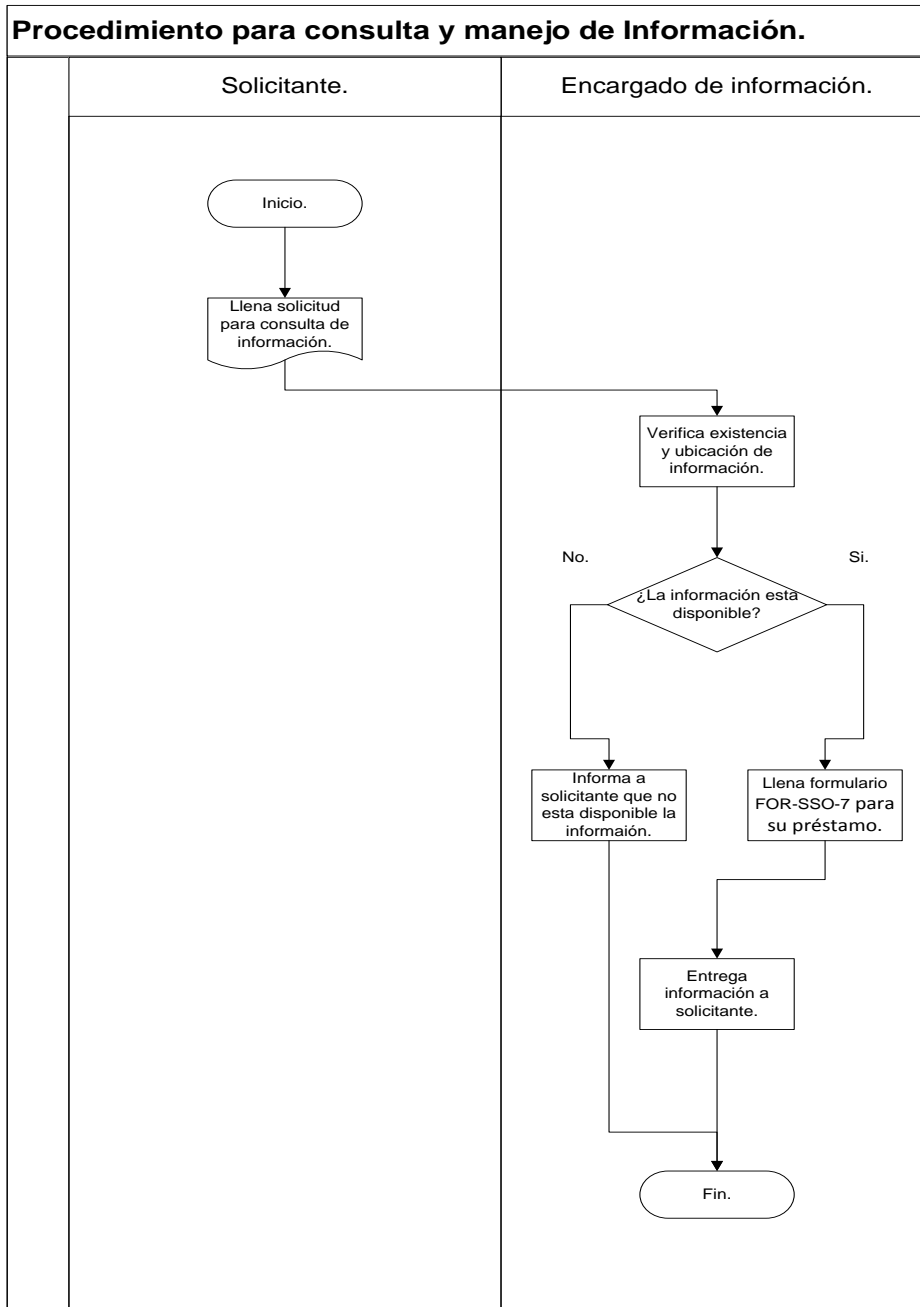 Procedimiento para consulta y manejo de Información.
Solicitante.
Encargado de información.
Inicio.
Llena solicitud
para consulta de
información.
Verifica existencia
y ubicación de
información.
No.
Si.
¿La información esta
disponible?
Informa a
solicitante que no
esta disponible la
informaión.
Llena formulario
FOR-SSO-7 para
su préstamo.
Entrega
información a
solicitante.
Fin.